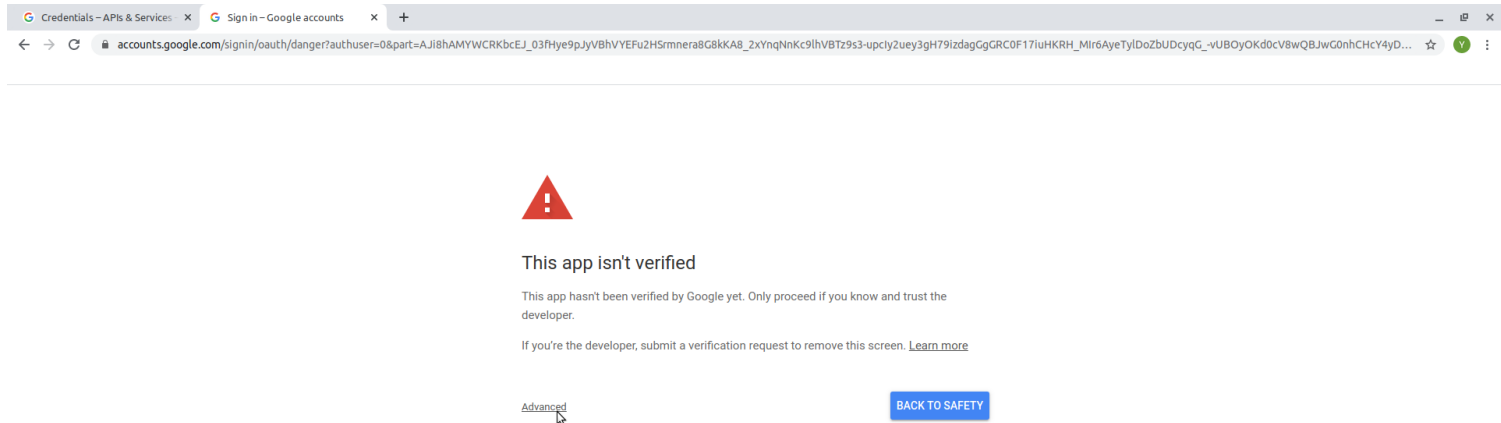 Credentials – APIs & Services
Sign in – Google accounts
accounts.google.com/signin/oauth/danger?authuser=0&part=AJi8hAMYWCRKbcEJ_03fHye9pJyVBhVYEFu2HSrmnera8G8kKA8_2xYnqNnKc9lhVBTz9s3-upcIy2uey3gH79izdagGgGRC0F17iuHKRH_MIr6AyeTylDoZbUDcyqG_-vUBOyOKd0cV8wQBJwG0nhCHcY4yD...
Y
This app isn't verified
This app hasn't been verified by Google yet. Only proceed if you know and trust the
developer.
If you're the developer, submit a verification request to remove this screen. Learn more
Advanced
BACK TO SAFETY